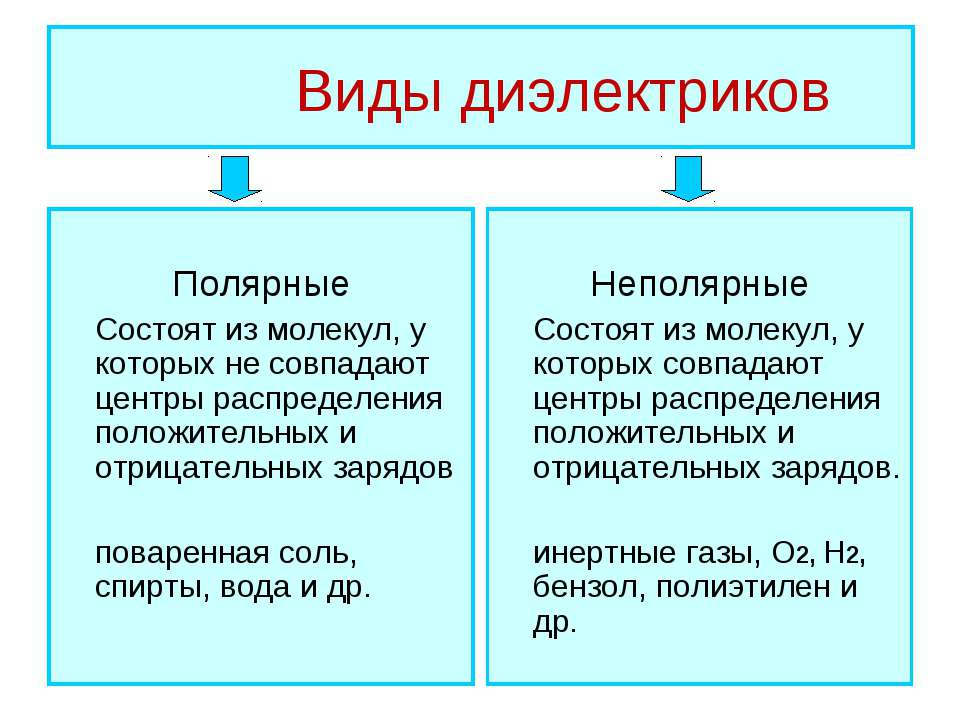 Виды диэлектриков
Полярные
Состоят из молекул, у
которых не совпадают
центры распределения
положительных и
отрицательных зарядов
поваренная соль,
спирты, вода и др.
Неполярные
Состоят из молекул, у
которых совпадают
центры распределения
положительных и
отрицательных зарядов.
инертные газы, O2, H2,
бензол, полиэтилен и
др.